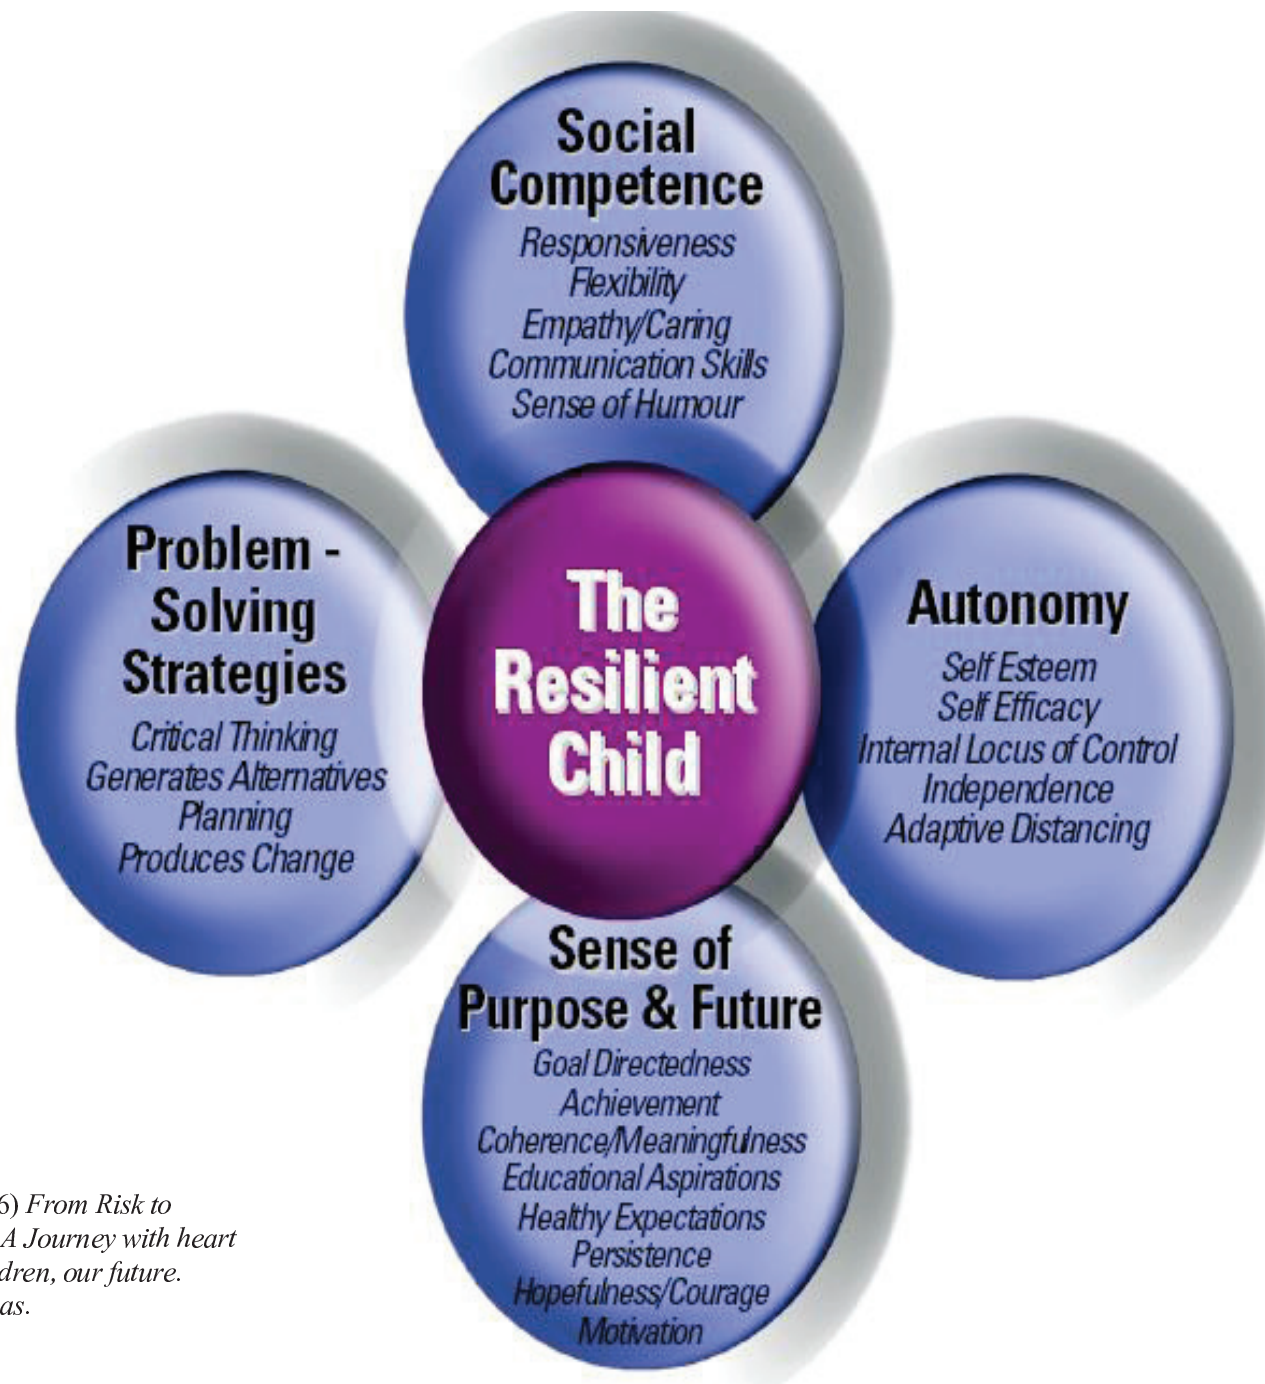 Social
Competence
Responsiveness
Flexibility
Empathy/Caring
Communication Skills
Sense of Humour
Problem -
Solving
Strategies
Critical Thinking
Generates Alternatives
Planning
Produces Change
The
Resilient
Child
Autonomy
Self Esteem
Self Efficacy
Internal Locus of Control
Independence
Adaptive Distancing
Sense of
Purpose & Future
Goal Directedness
Achievement
Coherence/Meaningfulness
Educational Aspirations
Healthy Expectations
Persistence
Hopefulness/Courage
Motivation
6) From Risk to
A Journey with heart
dren, our future.
as.